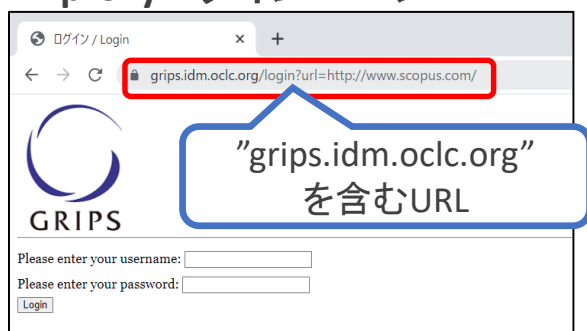 ログイン / Login
grips.idm.oclc.org/login?url=http://www.scopus.com/
"grips.idm.oclc.org"
を含むURL
GRIPS
Please enter your username:
Please enter your password:
Login